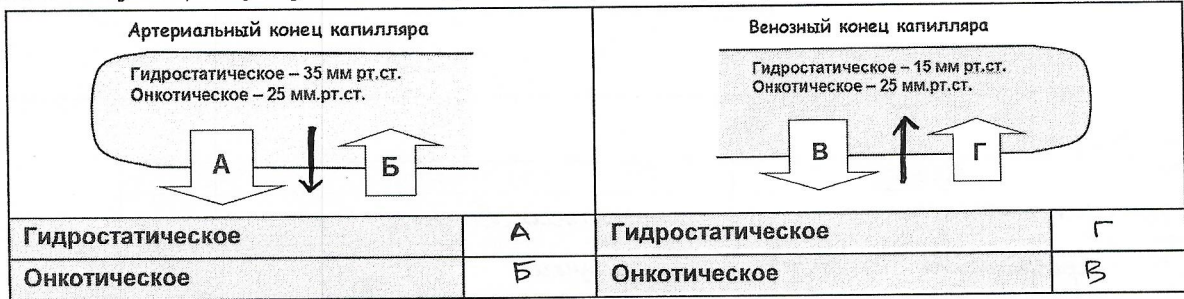 Артериальный конец капилляра
Гидростатическое – 35 мм рт.ст.
Онкотическое – 25 мм.рт.ст.
А
Б
Венозный конец капилляра
Гидростатическое – 15 мм рт.ст.
Онкотическое – 25 мм.рт.ст.
В
Г
Гидростатическое А Гидростатическое Г
Онкотическое Б Онкотическое В